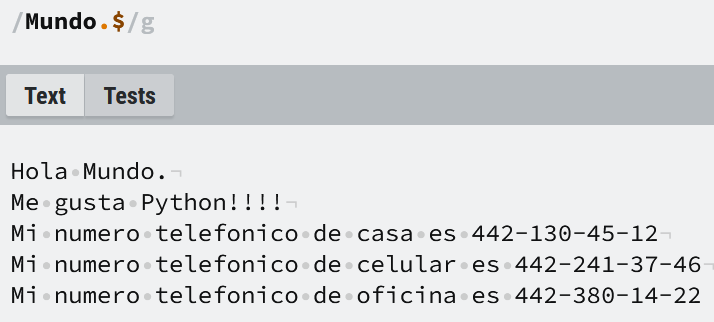 /Mundo.$/g
Text Tests
Hola Mundo.
Me gusta Python!!!!
Mi numero telefonico de casa es 442-130-45-12
Mi numero telefonico de celular es 442-241-37-46
Mi numero telefonico de oficina es 442-380-14-22